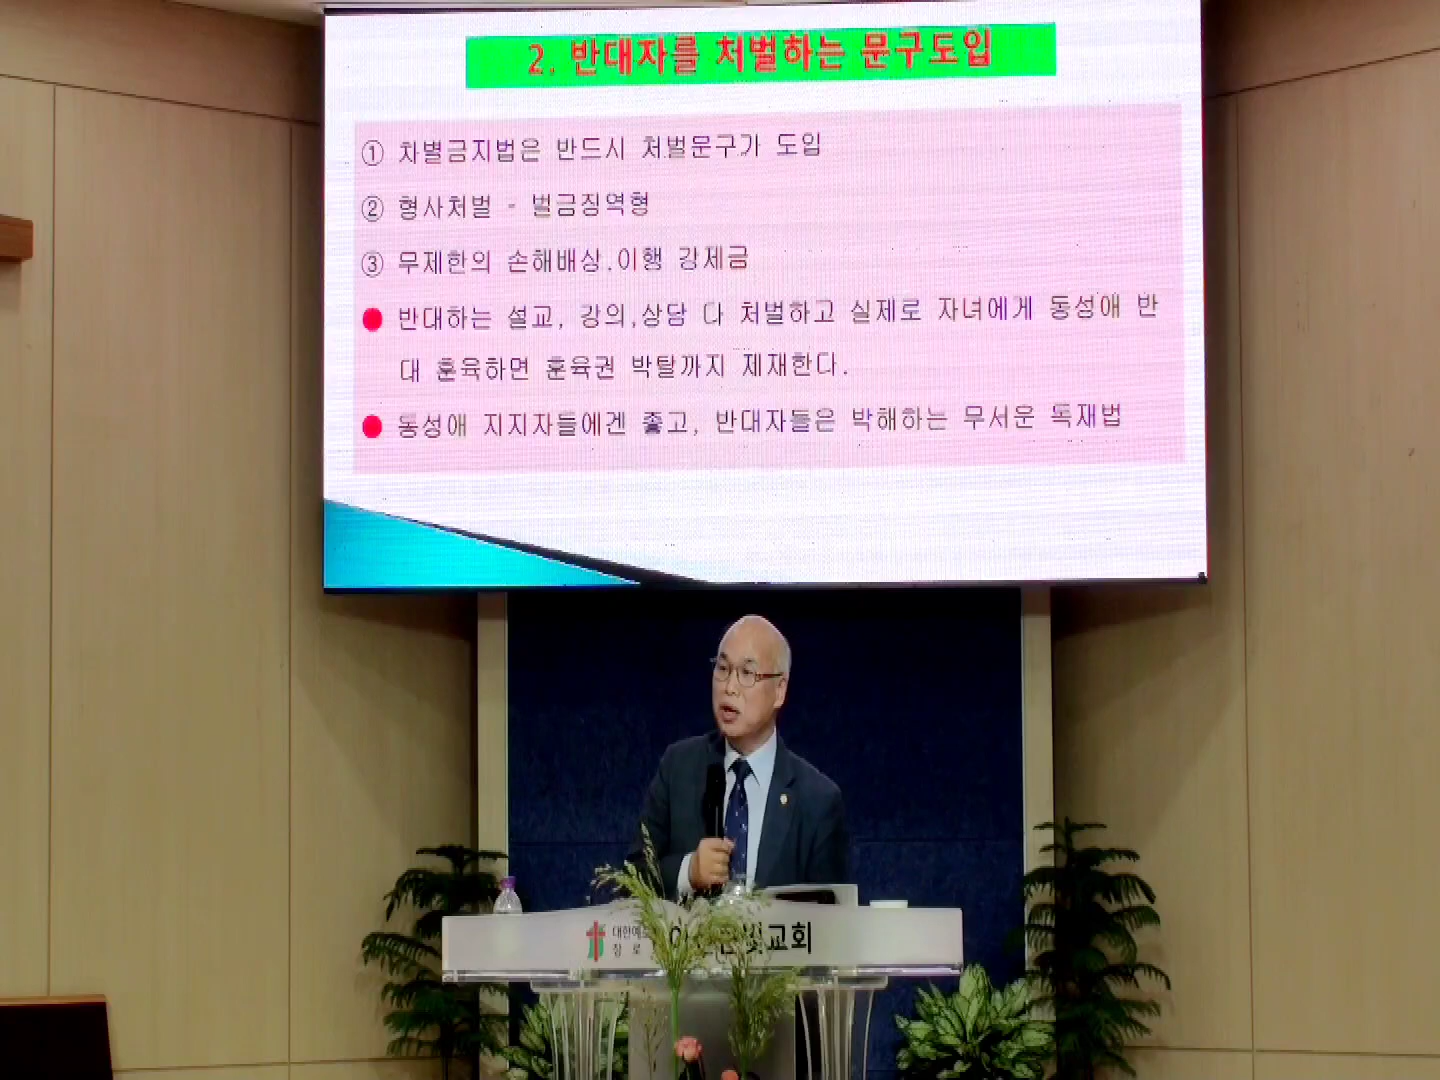 2. 반대자를 처벌하는 문구도입
① 차별금지법은 반드시 처벌문구가 도입
② 형사처벌 - 벌금징역형
③ 무제한의 손해배상.이행 강제금
● 반대하는 설교, 강의,상담 다 처벌하고 실제로 자녀에게 동성애 반
대 훈육하면 훈육권 박탈까지 제재한다.
● 동성애 지지자들에겐 좋고, 반대자들은 박해하는 무서운 독재법
대한예
장로
교회